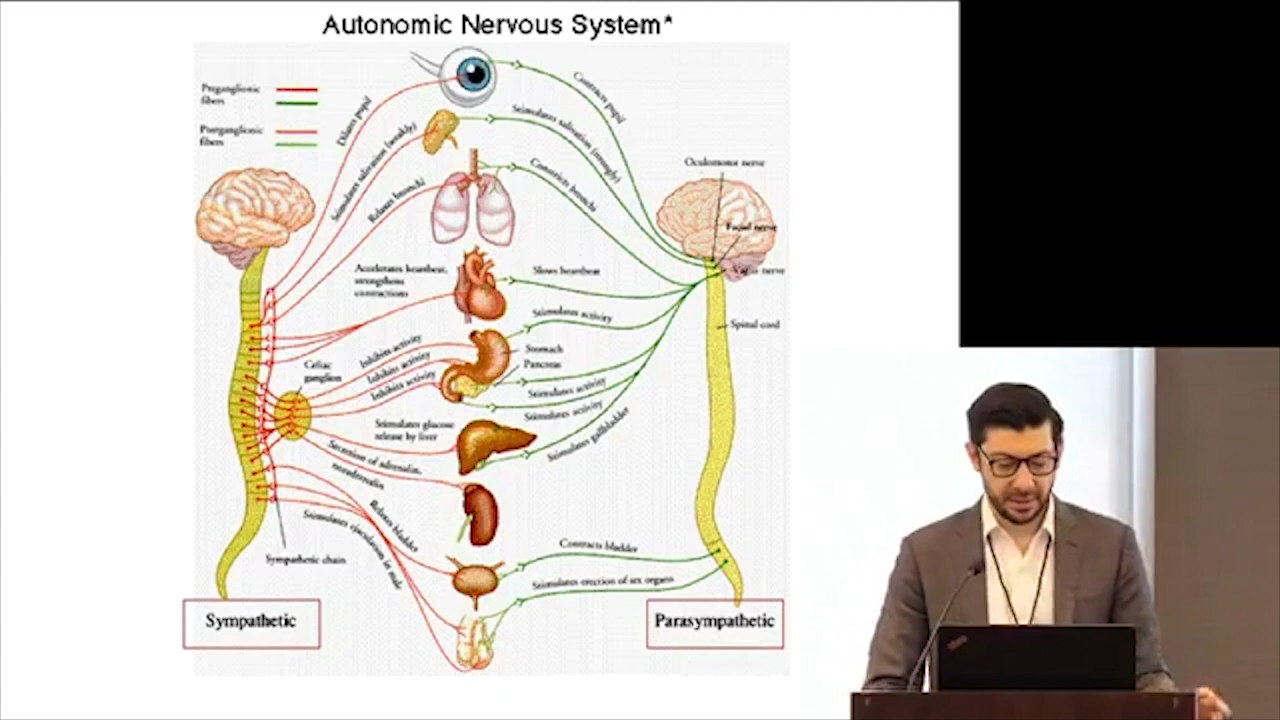 Autonomic Nervous System*
Preganglionic
fibers
Postganglionic
fibers
Dilates pupil
Contracts pupil
Stimulates salivation (weakly)
Stimulates salivation (strongly)
Relaxes bronchi
Constricts bronchi
Oculomotor nerve
Facial nerve
Vagus nerve
Accelerates heartbeat,
strengthens
contractions
Slows heartbeat
Stimulates activity
Spinal cord
Celiac
ganglion
Inhibits activity
Inhibits activity
Inhibits activity
Stomach
Pancreas
Stimulates activity
Stimulates activity
Stimulates glucose
release by liver
Stimulates gallbladder
Secretion of adrenalin,
noradrenalin
Relaxes bladder
Stimulates ejaculation in male
Sympathetic chain
Contracts bladder
Stimulates erection of sex organs
Sympathetic
Parasympathetic